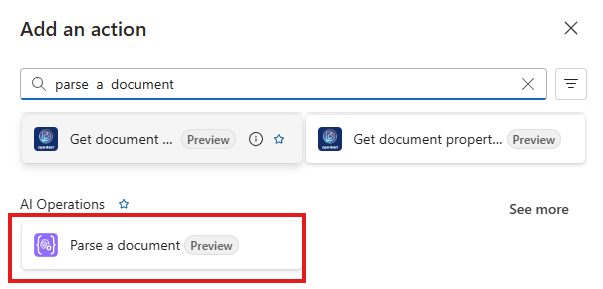 Add an action
parse a document
Get document ... Preview
Get document propert... Preview
AI Operations
See more
Parse a document Preview